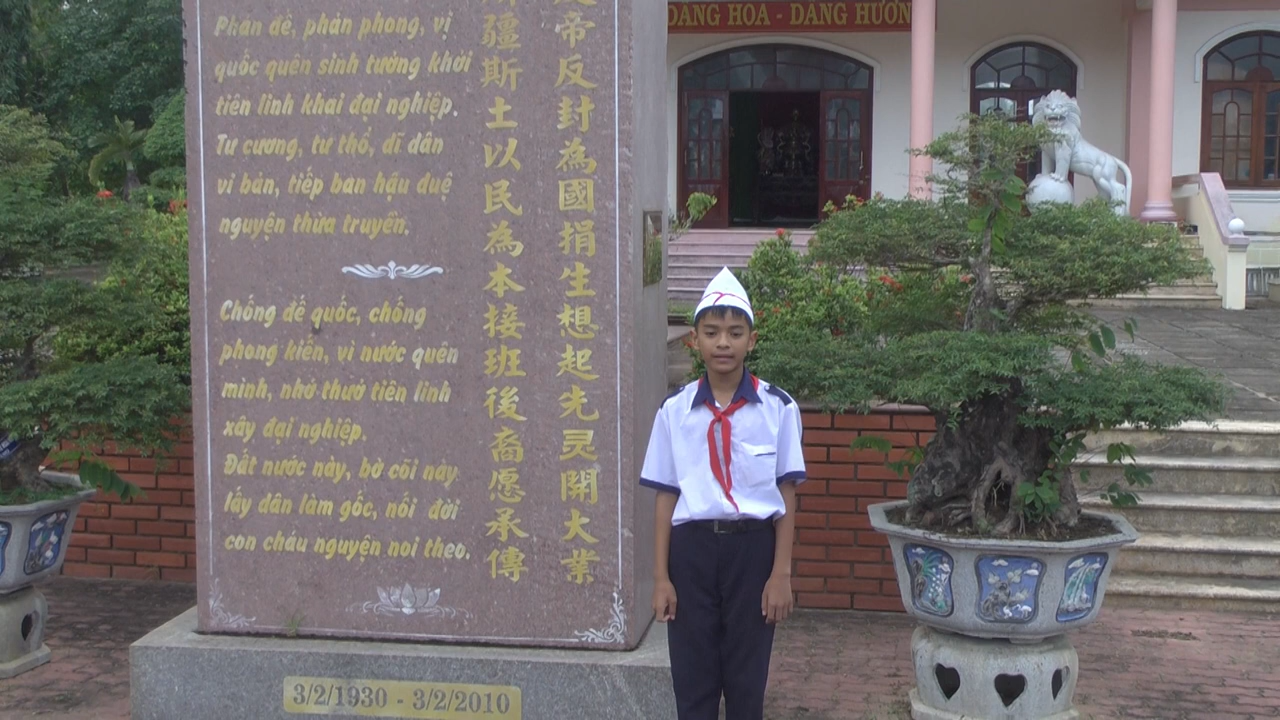 DÂNG HOA - DÂNG HƯƠN
Phản đế, phản phong, vị
quốc quên sinh tưởng khởi
tiên linh khai đại nghiệp.
Tư cương, tư thổ, dĩ dân
vi bản, tiếp ban hậu duệ
nguyện thừa truyền.
Chống đế quốc, chống
phong kiến, vì nước quên
mình, nhớ thuở tiên linh
xây đại nghiệp.
Đất nước này, bờ cõi này
lấy dân làm gốc, nối đời
con cháu nguyện noi theo.
帝反封為國捐生想起先灵開大業
疆斯土以民為本接班後裔愿承傳
3/2/1930 - 3/2/2010